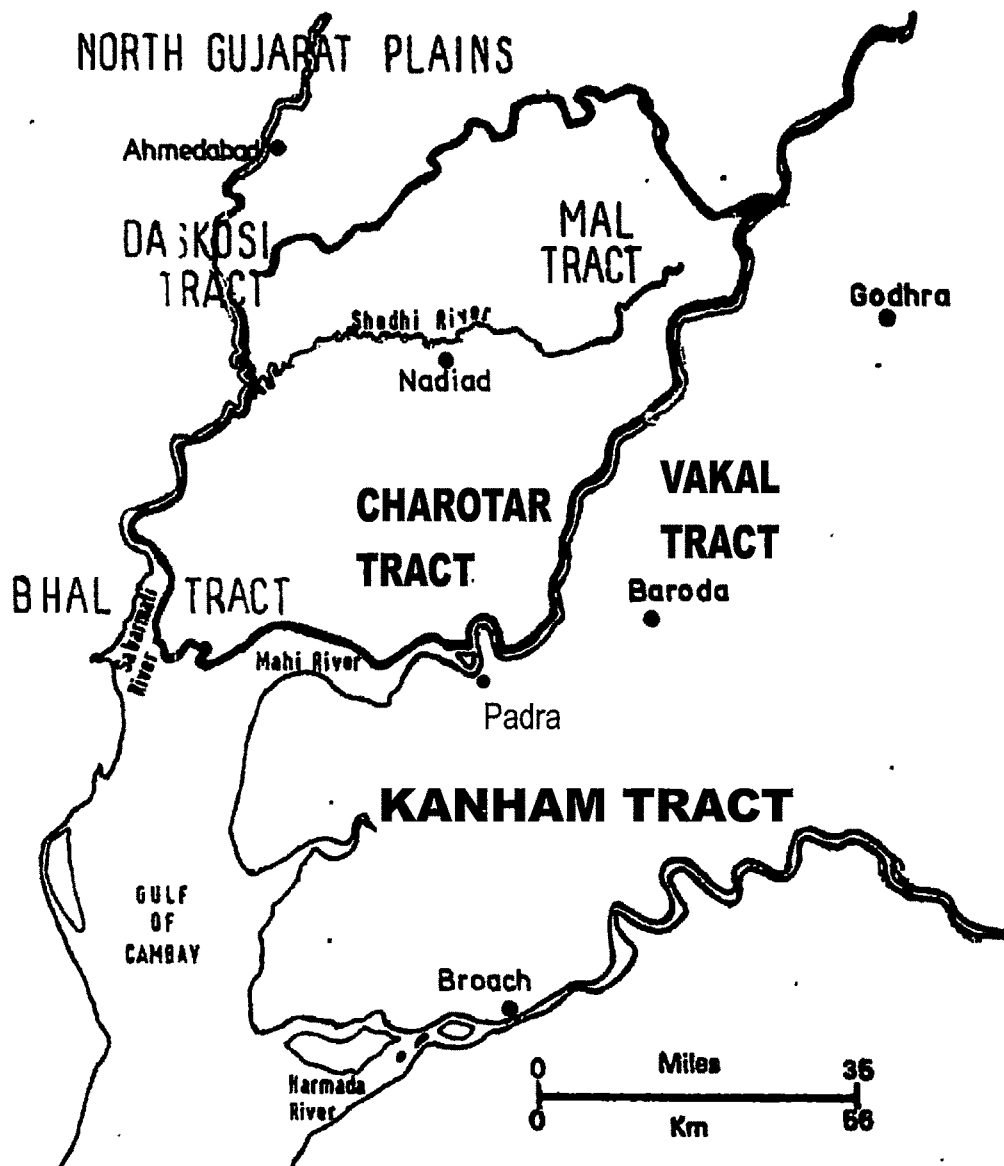 NORTH GUJARAT PLAINS
Ahmedabad
DASKOSI
TRACT
MAL
TRACT
Godhra
Shedhi River
Nadiad
CHAROTAR
TRACT
VAKAL
TRACT
Baroda
BHAL TRACT
Sabarmati
River
Mahi River
Padra
KANHAM TRACT
GULF
OF
CAMBAY
Broach
Narmada
River
0 Miles 35
0 Km 56